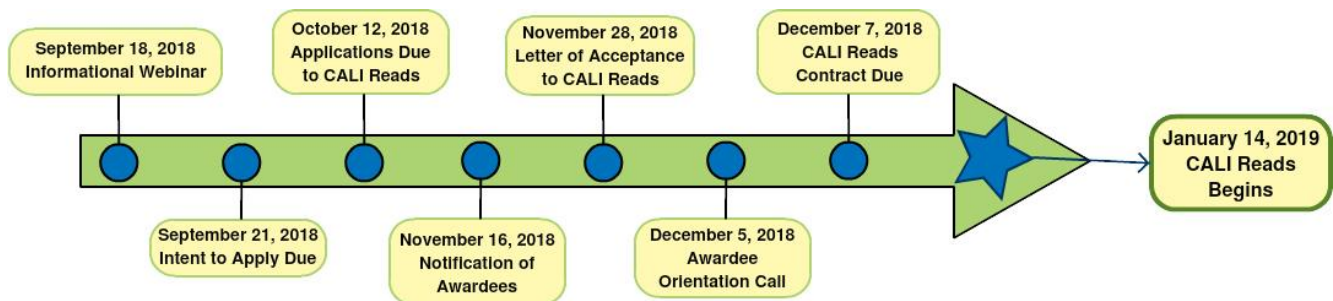 September 18, 2018
Informational Webinar
September 21, 2018
Intent to Apply Due
October 12, 2018
Applications Due
to CALI Reads
November 16, 2018
Notification of
Awardees
November 28, 2018
Letter of Acceptance
to CALI Reads
December 5, 2018
Awardee
Orientation Call
December 7, 2018
CALI Reads
Contract Due
January 14, 2019
CALI Reads
Begins